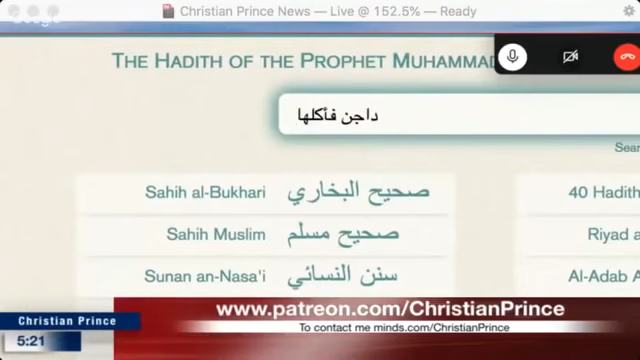 Christian Prince News — Live @ 152.5% — Ready
THE HADITH OF THE PROPHET MUHAMMAD
داجن فأكلها
Sear
Sahih al-Bukhari صحيح البخاري
40 Hadith
Sahih Muslim صحيح مسلم
Riyad a
Sunan an-Nasa'i سنن النسائي
Al-Adab A
www.patreon.com/ChristianPrince
To contact me minds.com/ChristianPrince
Christian Prince
5:21